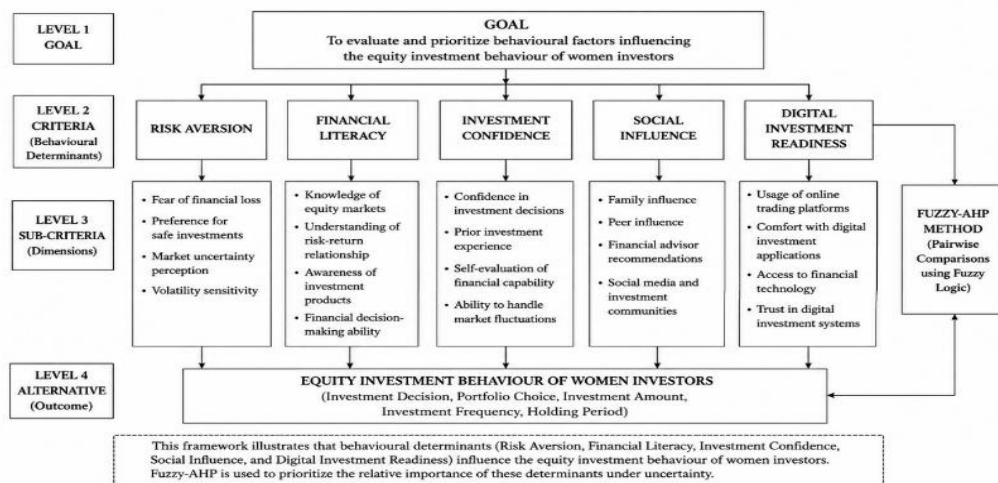 LEVEL 1
GOAL
GOAL
To evaluate and prioritize behavioural factors influencing
the equity investment behaviour of women investors
LEVEL 2
CRITERIA
(Behavioural
Determinants)
RISK AVERSION
FINANCIAL
LITERACY
INVESTMENT
CONFIDENCE
SOCIAL
INFLUENCE
DIGITAL
INVESTMENT
READINESS
LEVEL 3
SUB-CRITERIA
(Dimensions)
• Fear of financial loss
• Preference for
safe investments
• Market uncertainty
perception
• Volatility sensitivity
• Knowledge of
equity markets
• Understanding of
risk-return
relationship
• Awareness of
investment
products
• Financial decision-
making ability
• Confidence in
investment decisions
• Prior investment
experience
• Self-evaluation of
financial capability
• Ability to handle
market fluctuations
• Family influence
• Peer influence
• Financial advisor
recommendations
• Social media and
investment
communities
• Usage of online
trading platforms
• Comfort with digital
investment
applications
• Access to financial
technology
• Trust in digital
investment systems
FUZZY-AHP
METHOD
(Pairwise
Comparisons
using Fuzzy
Logic)
LEVEL 4
ALTERNATIVE
(Outcome)
EQUITY INVESTMENT BEHAVIOUR OF WOMEN INVESTORS
(Investment Decision, Portfolio Choice, Investment Amount,
Investment Frequency, Holding Period)
This framework illustrates that behavioural determinants (Risk Aversion, Financial Literacy, Investment Confidence,
Social Influence, and Digital Investment Readiness) influence the equity investment behaviour of women investors.
Fuzzy-AHP is used to prioritize the relative importance of these determinants under uncertainty.